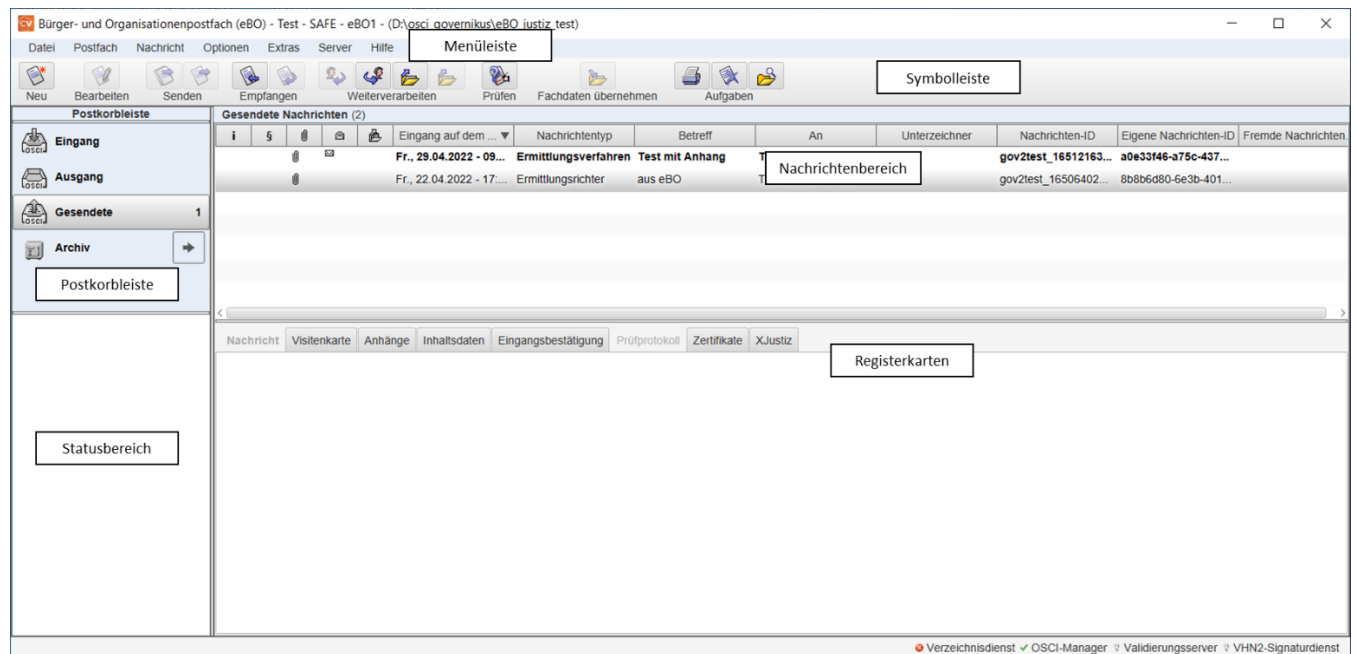 Bürger- und Organisationenpostfach (eBO) - Test - SAFE - eBO1 - (D:\osci_governikus\eBO_justiz_test)
Datei Postfach Nachricht Optionen Extras Server Hilfe
Menüleiste
Symbolleiste
Neu Bearbeiten Senden Empfangen Weiterverarbeiten Prüfen Fachdaten übernehmen Aufgaben
Postkorbleiste
Gesendete Nachrichten (2)
i § Eingang auf dem ... Nachrichtentyp Betreff An Unterzeichner Nachrichten-ID Eigene Nachrichten-ID Fremde Nachrichten.
Fr., 29.04.2022 - 09... Ermittlungsverfahren Test mit Anhang gov2test_16512163... a0e33f46-a75c-437...
Fr., 22.04.2022 - 17:... Ermittlungsrichter aus eBO gov2test_16506402... 8b8b6d80-6e3b-401...
Nachrichtenbereich
osci Eingang
osci Ausgang
osci Gesendete 1
Archiv
Postkorbleiste
Nachricht Visitenkarte Anhänge Inhaltsdaten Eingangsbestätigung Prüfprotokoll Zertifikate XJustiz
Registerkarten
Statusbereich
Verzeichnisdienst OSCI-Manager Validierungsserver VHN2-Signaturdienst